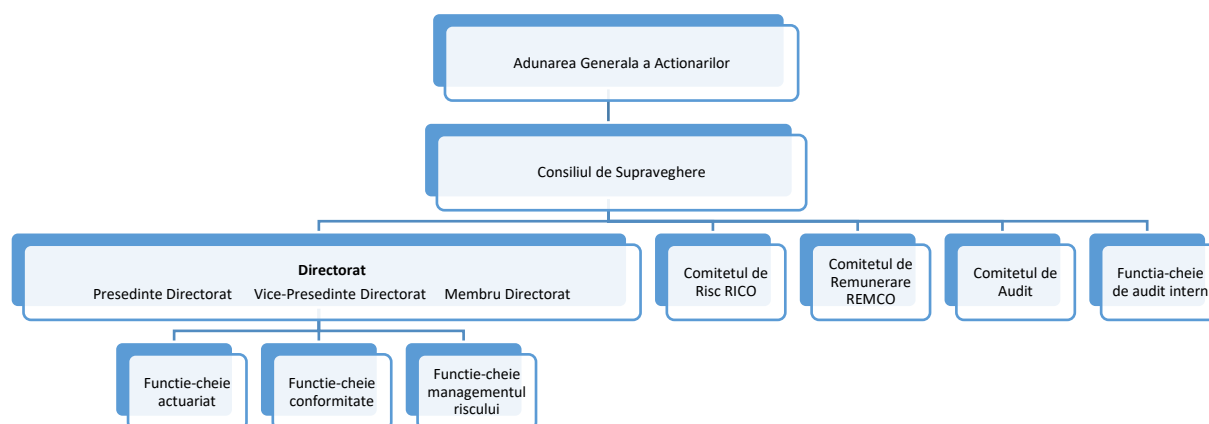 Adunarea Generala a Actionarilor
Consiliul de Supraveghere
Directorat
Presedinte Directorat Vice-Presedinte Directorat Membru Directorat
Comitetul de
Risc RICO
Comitetul de
Remunerare
REMCO
Comitetul de
Audit
Functia-cheie
de audit intern
Functie-cheie
actuariat
Functie-cheie
conformitate
Functie-cheie
managementul
riscului